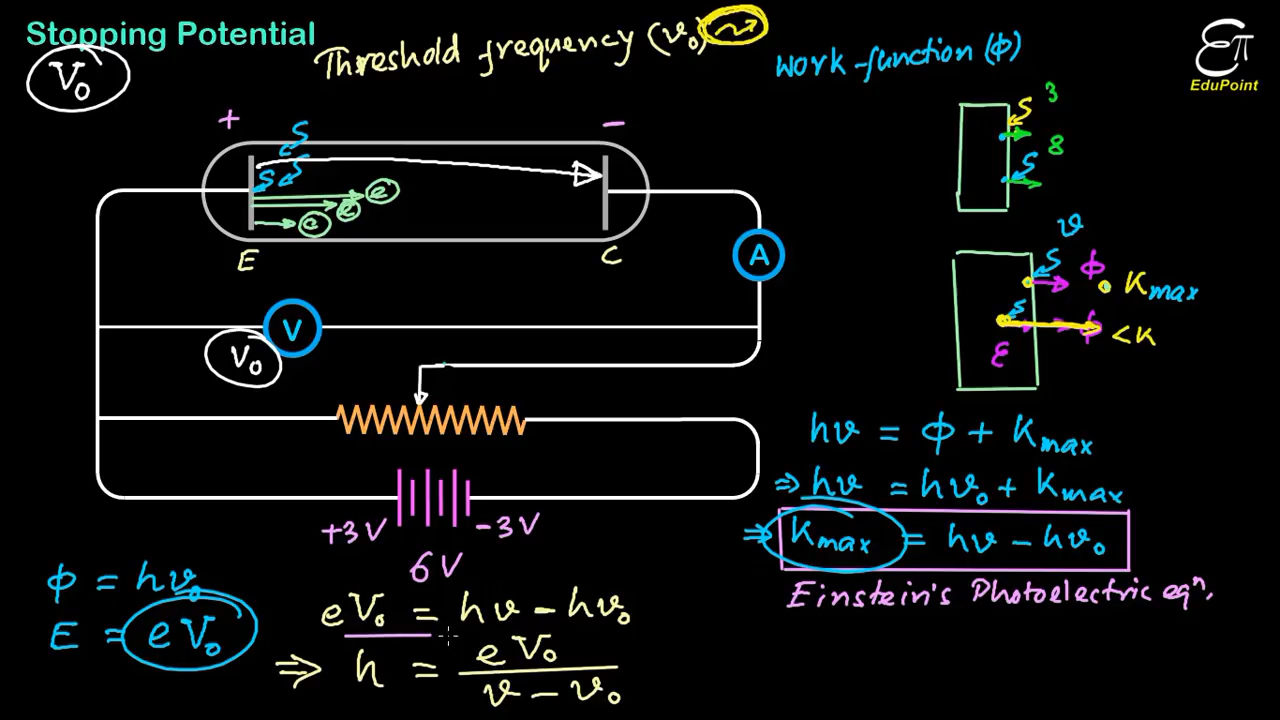 Stopping Potential
V₀
Threshold frequency (ν₀)
Work-function (Φ)
επ
EduPoint
+
−
e
e
e
E
C
A
V
V₀
+3V
-3V
6V
3
8
ν
Φ
Kmax
Φ
<K
E
hν = Φ + Kmax
⇒ hν = hν₀ + Kmax
⇒ Kmax = hν − hν₀
Einstein's Photoelectric eqⁿ.
Φ = hν₀
E = eV₀
eV₀ = hν − hν₀
⇒ h = eV₀
ν − ν₀